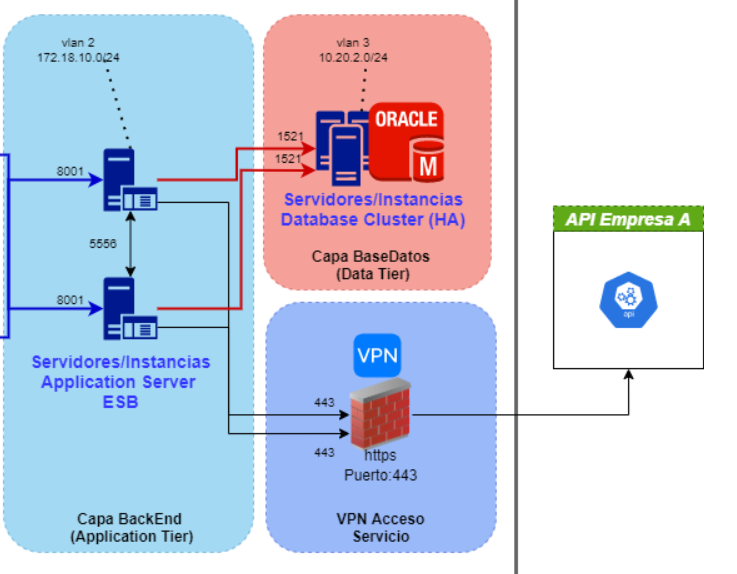 vlan 2
172.18.10.0/24
8001
5556
8001
Servidores/Instancias
Application Server
ESB
Capa BackEnd
(Application Tier)
vlan 3
10.20.2.0/24
1521
1521
ORACLE
M
Servidores/Instancias
Database Cluster (HA)
Capa BaseDatos
(Data Tier)
VPN
443
443
https
Puerto:443
VPN Acceso
Servicio
API Empresa A
api